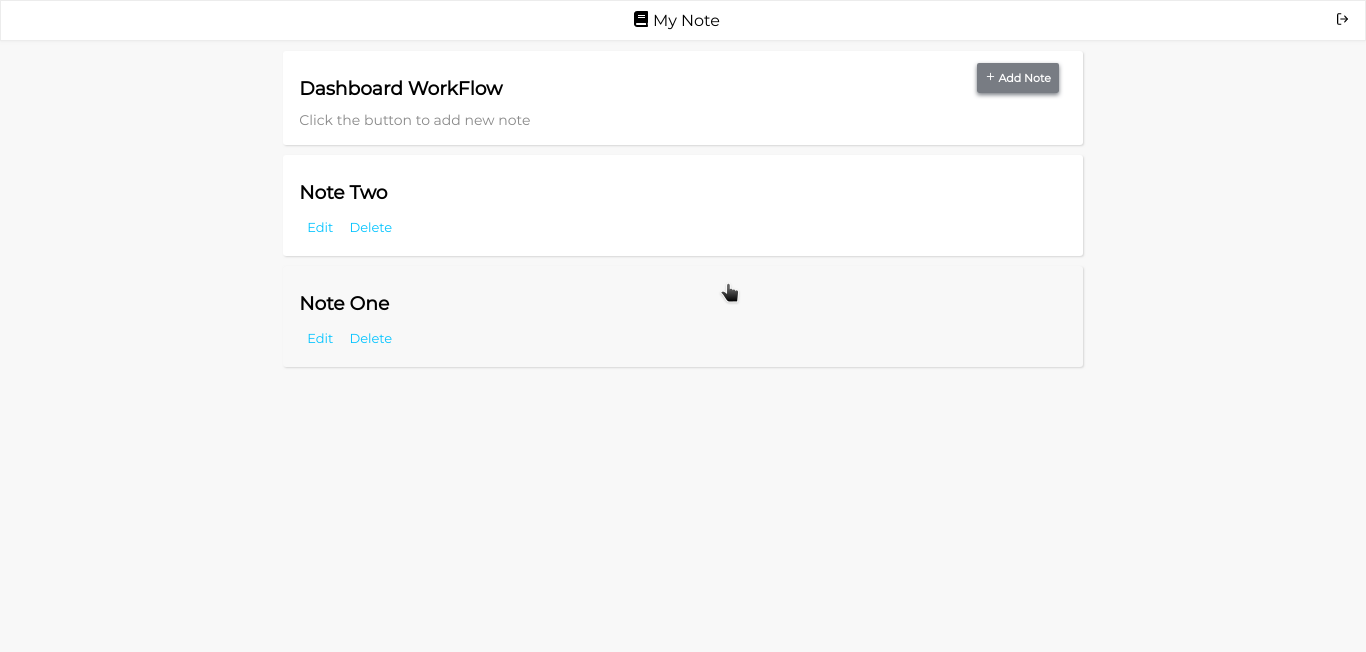 My Note
Dashboard WorkFlow
+ Add Note
Click the button to add new note
Note Two
Edit Delete
Note One
Edit Delete